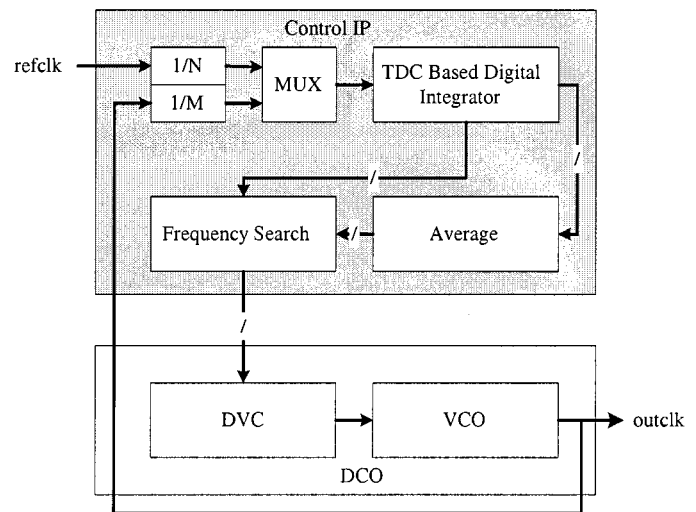 Control IP
refclk
1/N
1/M
MUX
TDC Based Digital
Integrator
/
/
Frequency Search
/
Average
/
DVC
VCO
outclk
DCO